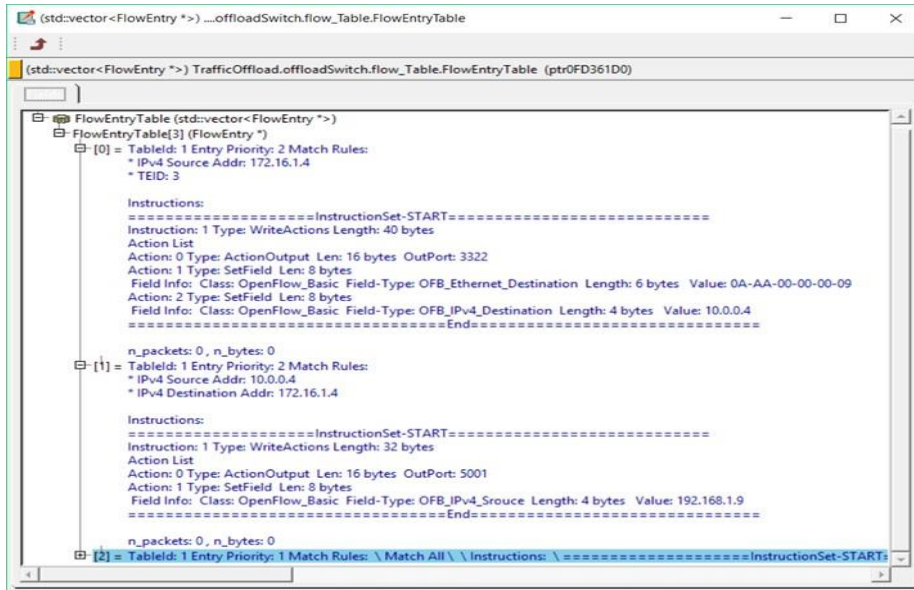 (std::vector<FlowEntry *>) ....offloadSwitch.flow_Table.FlowEntryTable
(std::vector<FlowEntry *>) TrafficOffload.offloadSwitch.flow_Table.FlowEntryTable (ptr0FD361D0)
FlowEntryTable (std::vector<FlowEntry *>)
FlowEntryTable[3] (FlowEntry *)
[0] = TableId: 1 Entry Priority: 2 Match Rules:
* IPv4 Source Addr: 172.16.1.4
* TEID: 3
Instructions:
====================InstructionSet-START============================
Instruction: 1 Type: WriteActions Length: 40 bytes
Action List
Action: 0 Type: ActionOutput Len: 16 bytes OutPort: 3322
Action: 1 Type: SetField Len: 8 bytes
Field Info: Class: OpenFlow_Basic Field-Type: OFB_Ethernet_Destination Length: 6 bytes Value: 0A-AA-00-00-00-09
Action: 2 Type: SetField Len: 8 bytes
Field Info: Class: OpenFlow_Basic Field-Type: OFB_IPv4_Destination Length: 4 bytes Value: 10.0.0.4
==================================End===============================
n_packets: 0 , n_bytes: 0
[1] = TableId: 1 Entry Priority: 2 Match Rules:
* IPv4 Source Addr: 10.0.0.4
* IPv4 Destination Addr: 172.16.1.4
Instructions:
====================InstructionSet-START============================
Instruction: 1 Type: WriteActions Length: 32 bytes
Action List
Action: 0 Type: ActionOutput Len: 16 bytes OutPort: 5001
Action: 1 Type: SetField Len: 8 bytes
Field Info: Class: OpenFlow_Basic Field-Type: OFB_IPv4_Srouce Length: 4 bytes Value: 192.168.1.9
==================================End===============================
n_packets: 0 , n_bytes: 0
[2] = TableId: 1 Entry Priority: 1 Match Rules: \ Match All \ \ Instructions: \ ====================InstructionSet-START=